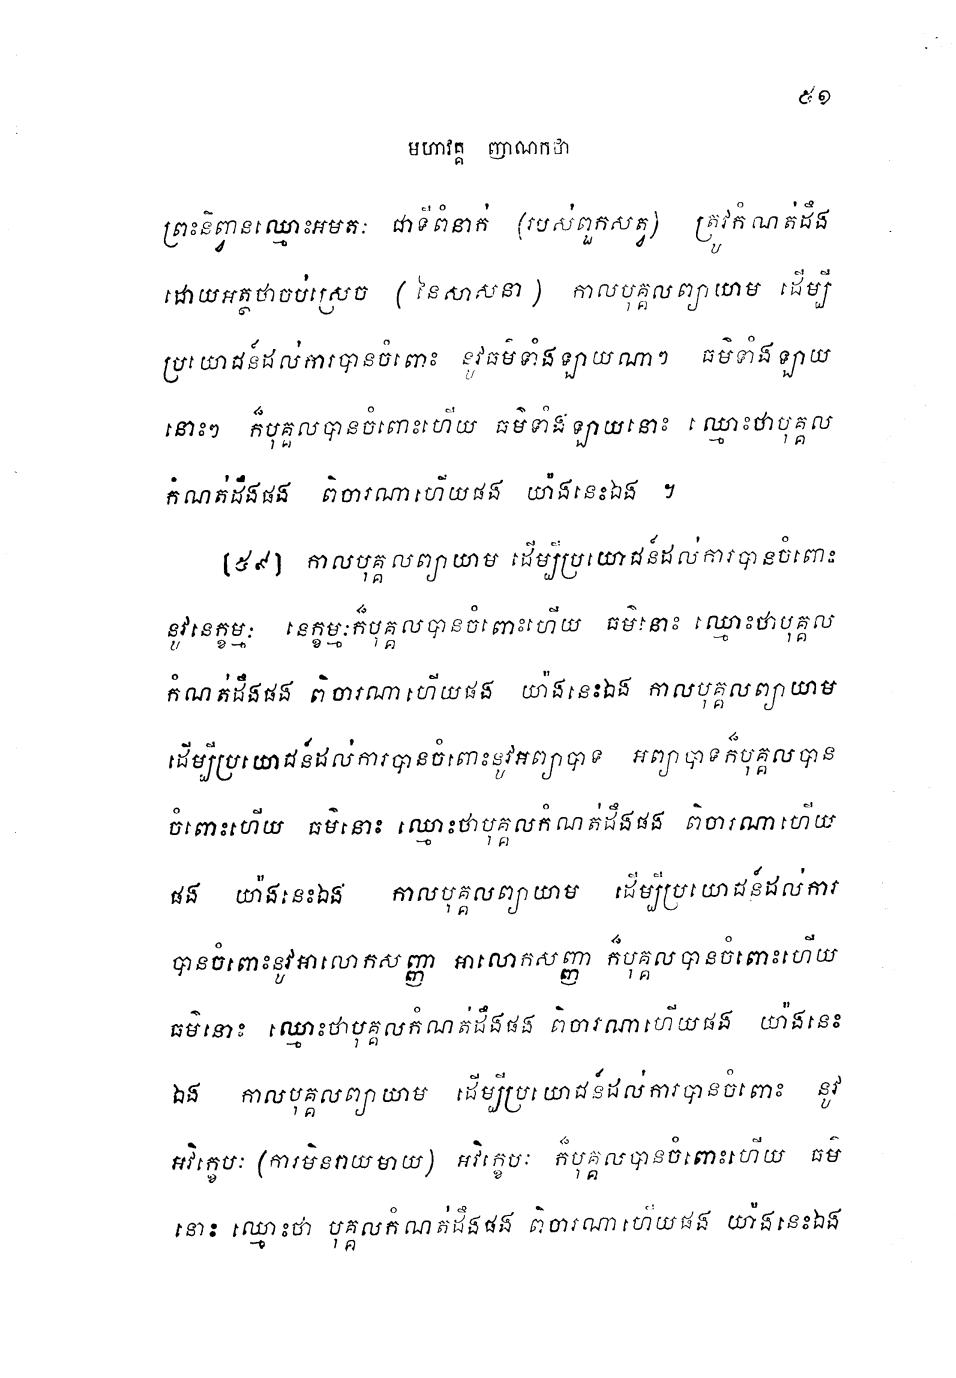 ៥១
មហាវគ្គ ញាណកថា
ព្រះនិព្វានឈ្មោះអមតៈ ជាទីពំនាក់ (របស់ពួកសត្វ) ត្រូវកំណត់ដឹង
ដោយអត្ថថាចប់ស្រេច (នៃសាសនា) កាលបុគ្គលព្យាយាម ដើម្បី
ប្រយោជន៍ដល់ការបានចំពោះ នូវធម៌ទាំងឡាយណាៗ ធម៌ទាំងឡាយ
នោះៗ ក៏បុគ្គលបានចំពោះហើយ ធម៌ទាំងឡាយនោះ ឈ្មោះថាបុគ្គល
កំណត់ដឹងផង ពិចារណាហើយផង យ៉ាងនេះឯង ។
(៥៩) កាលបុគ្គលព្យាយាម ដើម្បីប្រយោជន៍ដល់ការបានចំពោះ
នូវនេក្ខម្មៈ នេក្ខម្មៈក៏បុគ្គលបានចំពោះហើយ ធម៌នោះ ឈ្មោះថាបុគ្គល
កំណត់ដឹងផង ពិចារណាហើយផង យ៉ាងនេះឯង កាលបុគ្គលព្យាយាម
ដើម្បីប្រយោជន៍ដល់ការបានចំពោះនូវអព្យាបាទ អព្យាបាទក៏បុគ្គលបាន
ចំពោះហើយ ធម៌នោះ ឈ្មោះថាបុគ្គលកំណត់ដឹងផង ពិចារណាហើយ
ផង យ៉ាងនេះឯង កាលបុគ្គលព្យាយាម ដើម្បីប្រយោជន៍ដល់ការ
បានចំពោះនូវអាលោកសញ្ញា អាលោកសញ្ញា ក៏បុគ្គលបានចំពោះហើយ
ធម៌នោះ ឈ្មោះថាបុគ្គលកំណត់ដឹងផង ពិចារណាហើយផង យ៉ាងនេះ
ឯង កាលបុគ្គលព្យាយាម ដើម្បីប្រយោជន៍ដល់ការបានចំពោះ នូវ
អវិក្ខេបៈ (ការមិនរាយមាយ) អវិក្ខេបៈ ក៏បុគ្គលបានចំពោះហើយ ធម៌
នោះ ឈ្មោះថា បុគ្គលកំណត់ដឹងផង ពិចារណាហើយផង យ៉ាងនេះឯង